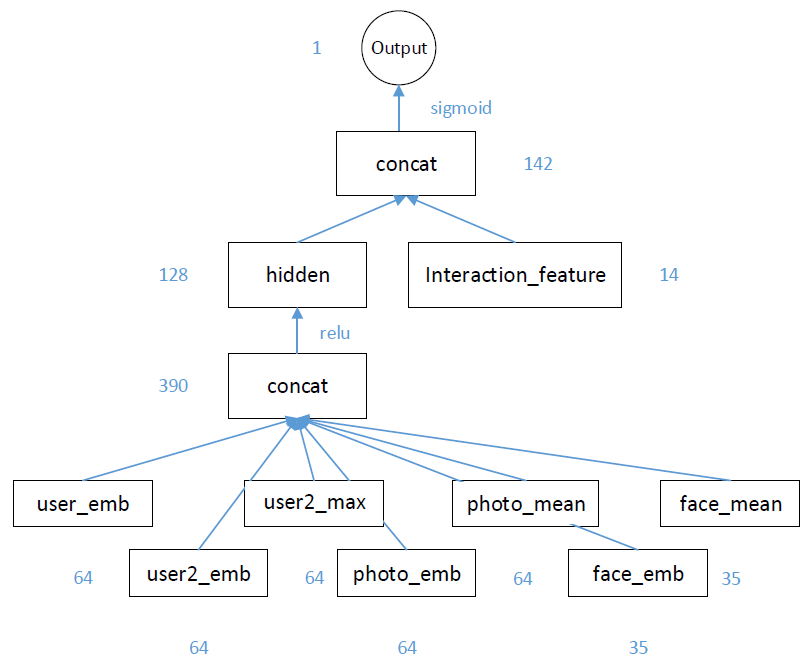 1
Output
sigmoid
concat
142
128
hidden
Interaction_feature
14
relu
390
concat
user_emb
user2_max
photo_mean
face_mean
64
user2_emb
64
photo_emb
64
face_emb
35
64
64
35